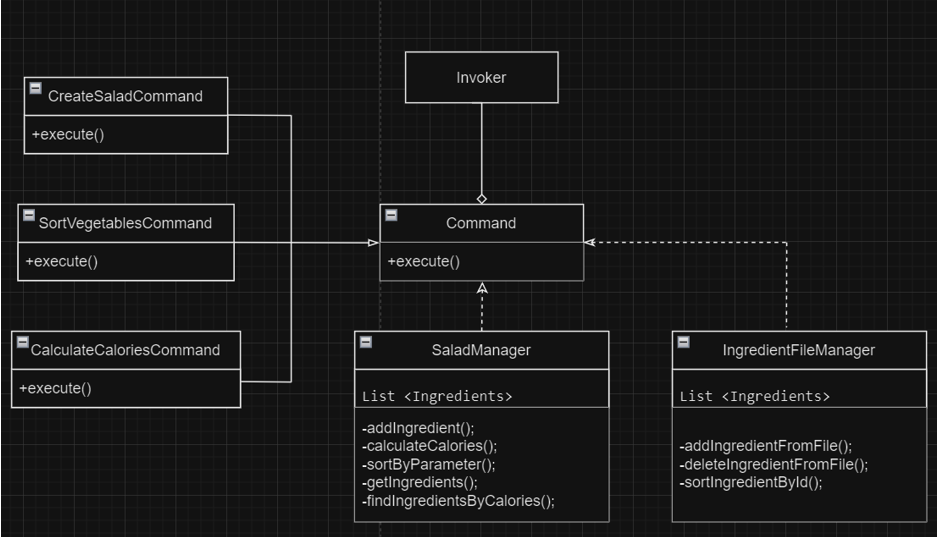 Invoker
CreateSaladCommand
+execute()
SortVegetablesCommand
+execute()
Command
+execute()
CalculateCaloriesCommand
+execute()
SaladManager
List <Ingredients>
-addIngredient();
-calculateCalories();
-sortByParameter();
-getIngredients();
-findIngredientsByCalories();
IngredientFileManager
List <Ingredients>
-addIngredientFromFile();
-deleteIngredientFromFile();
-sortIngredientById();